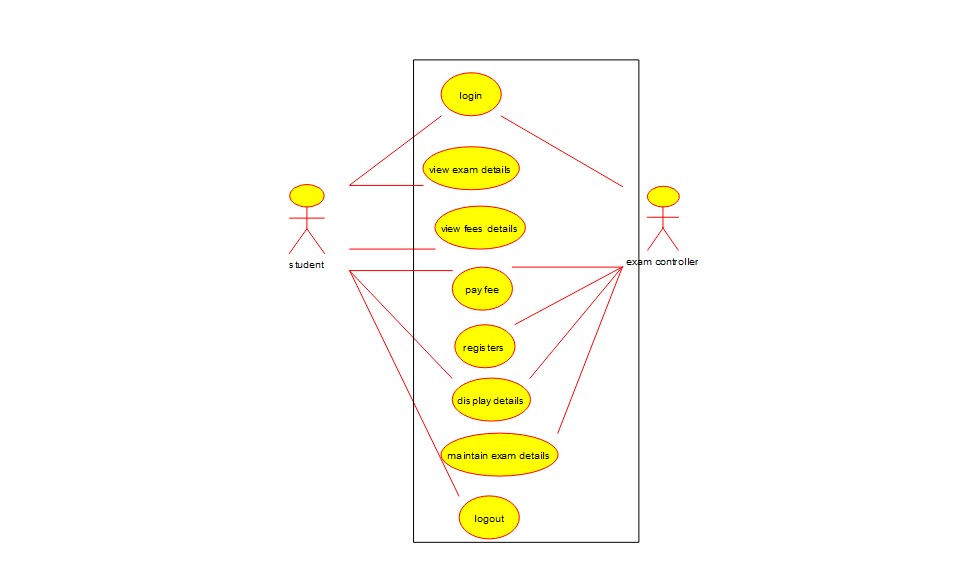 login
view exam details
view fees details
student
exam controller
pay fee
registers
display details
maintain exam details
logout